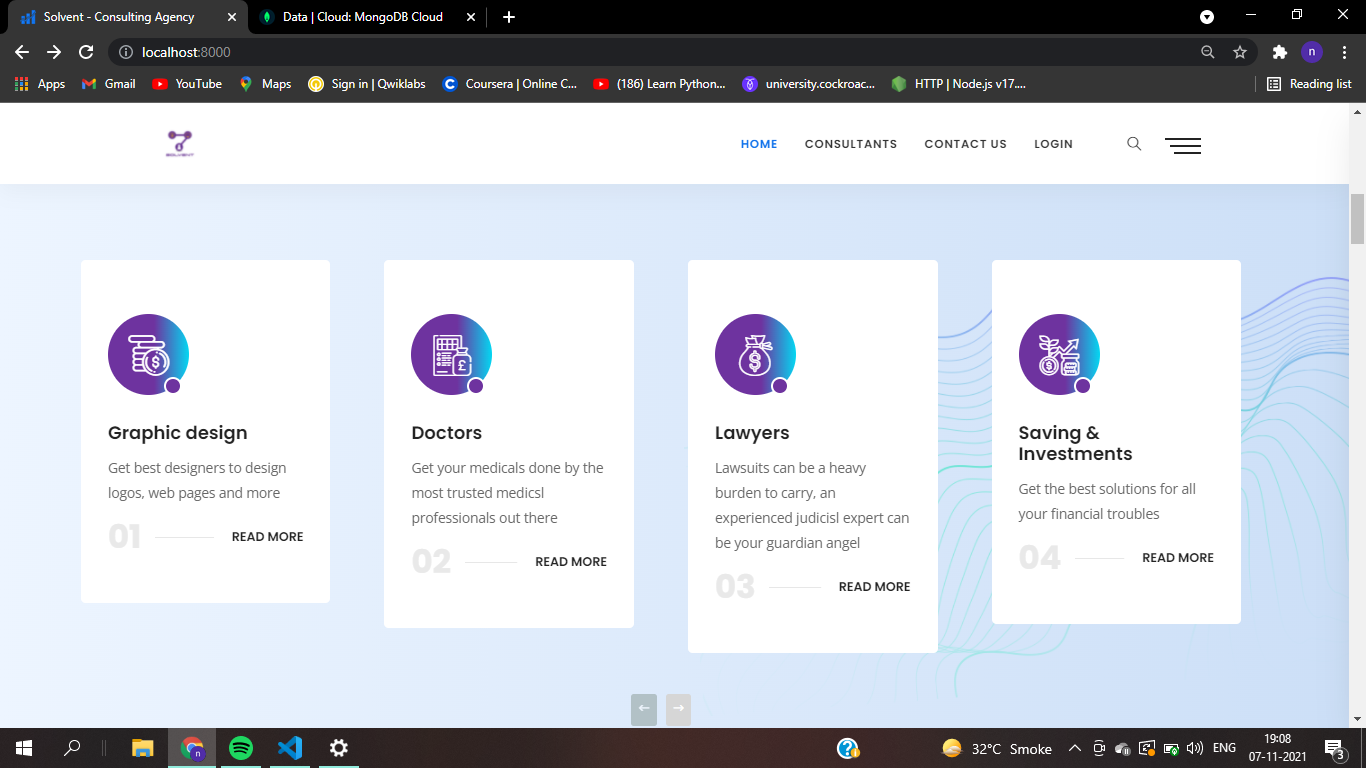 Solvent - Consulting Agency
Data | Cloud: MongoDB Cloud
localhost:8000
n
Apps
Gmail
YouTube
Maps
Sign in | Qwiklabs
Coursera | Online C...
(186) Learn Python...
university.cockroac...
HTTP | Node.js v17....
Reading list
HOME
CONSULTANTS
CONTACT US
LOGIN
Graphic design
Get best designers to design
logos, web pages and more
01
READ MORE
Doctors
Get your medicals done by the
most trusted medicsl
professionals out there
02
READ MORE
Lawyers
Lawsuits can be a heavy
burden to carry, an
experienced judicisl expert can
be your guardian angel
03
READ MORE
Saving &
Investments
Get the best solutions for all
your financial troubles
04
READ MORE
32°C Smoke
ENG
19:08
07-11-2021
3